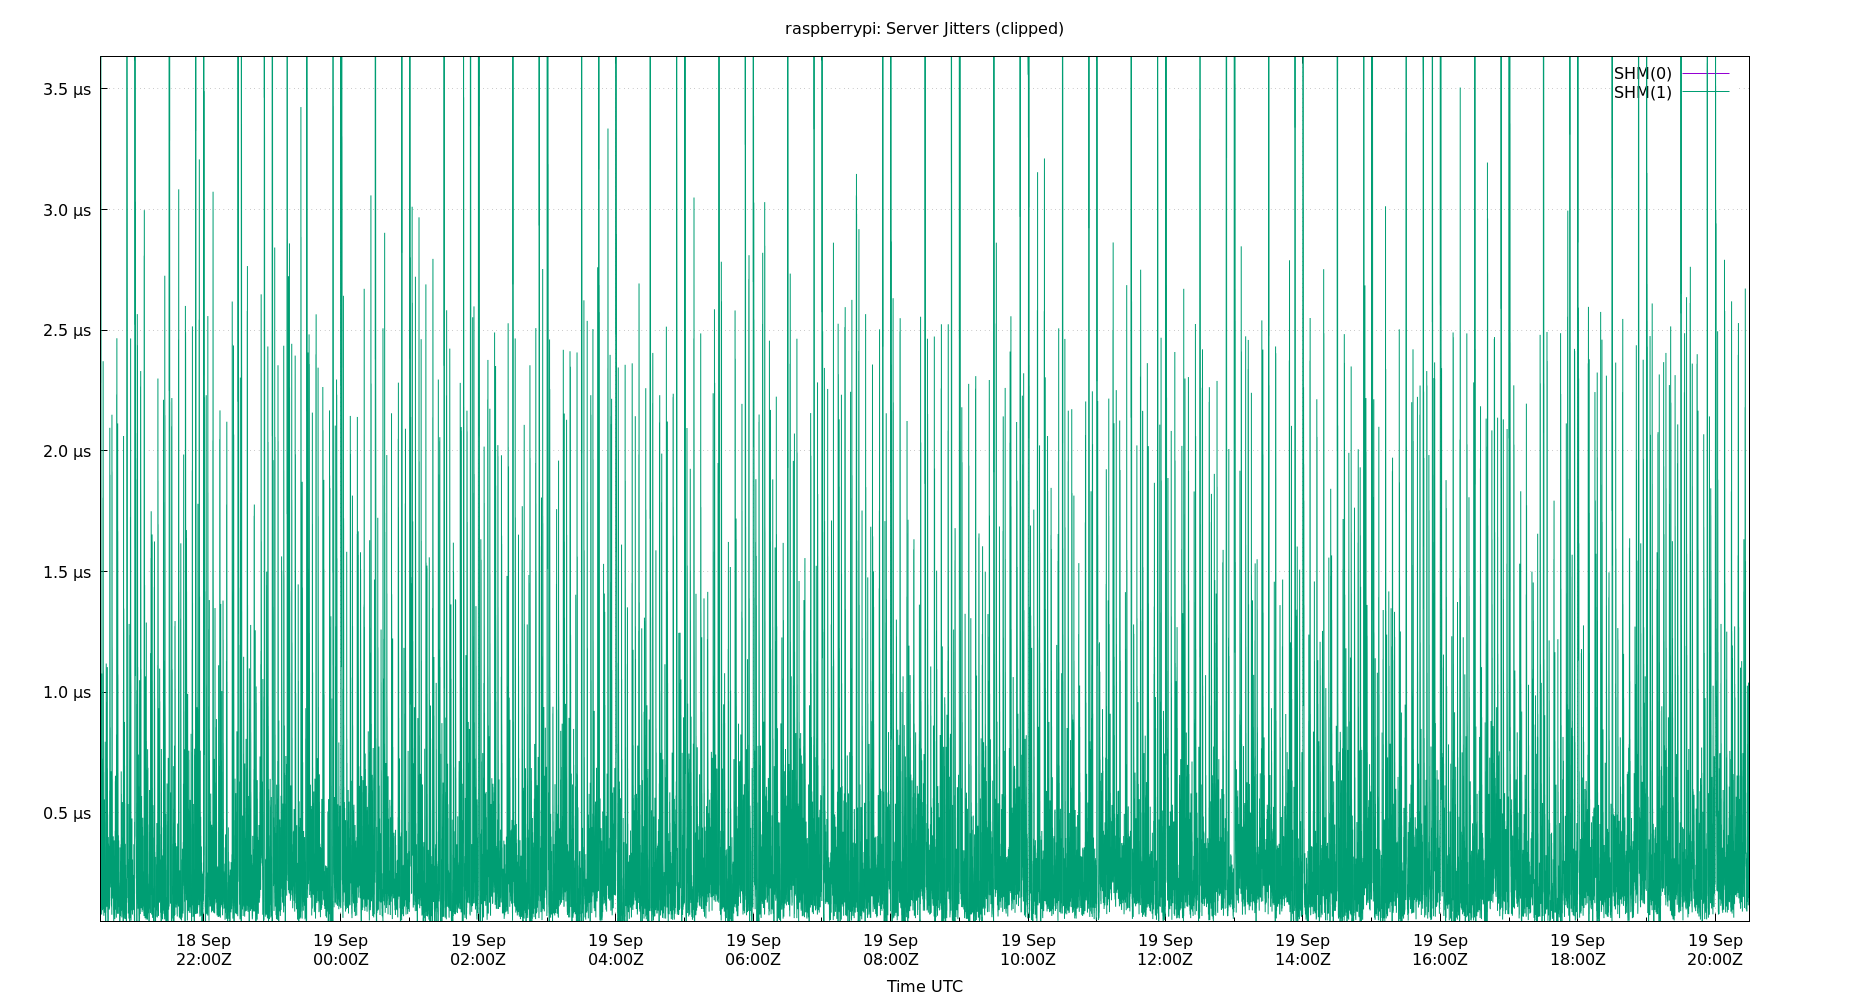 raspberrypi: Server Jitters (clipped)
SHM(0)
SHM(1)
3.5 µs
3.0 µs
2.5 µs
2.0 µs
1.5 µs
1.0 µs
0.5 µs
18 Sep 19 Sep 19 Sep 19 Sep 19 Sep 19 Sep 19 Sep 19 Sep 19 Sep 19 Sep 19 Sep 19 Sep
22:00Z 00:00Z 02:00Z 04:00Z 06:00Z 08:00Z 10:00Z 12:00Z 14:00Z 16:00Z 18:00Z 20:00Z
Time UTC